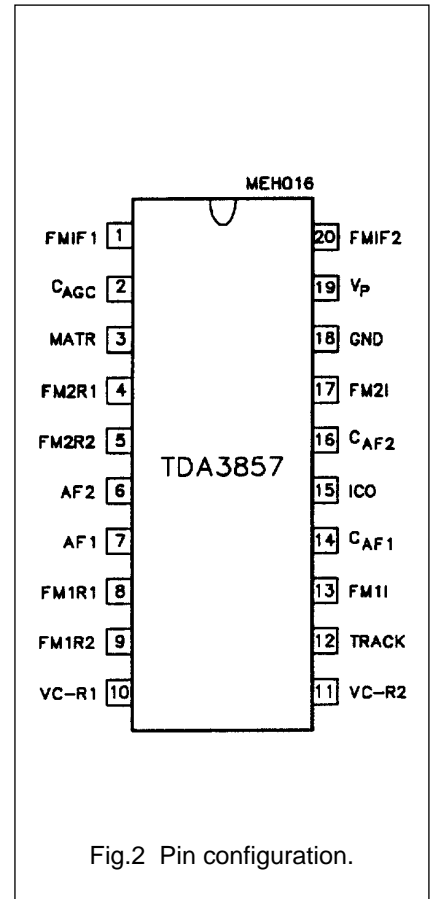 MEH016
FMIF1 1
20 FMIF2
CAGC 2
19 VP
MATR 3
18 GND
FM2R1 4
17 FM2I
FM2R2 5
16 CAF2
TDA3857
AF2 6
15 ICO
AF1 7
14 CAF1
FM1R1 8
13 FM1I
FM1R2 9
12 TRACK
VC-R1 10
11 VC-R2
Fig.2 Pin configuration.